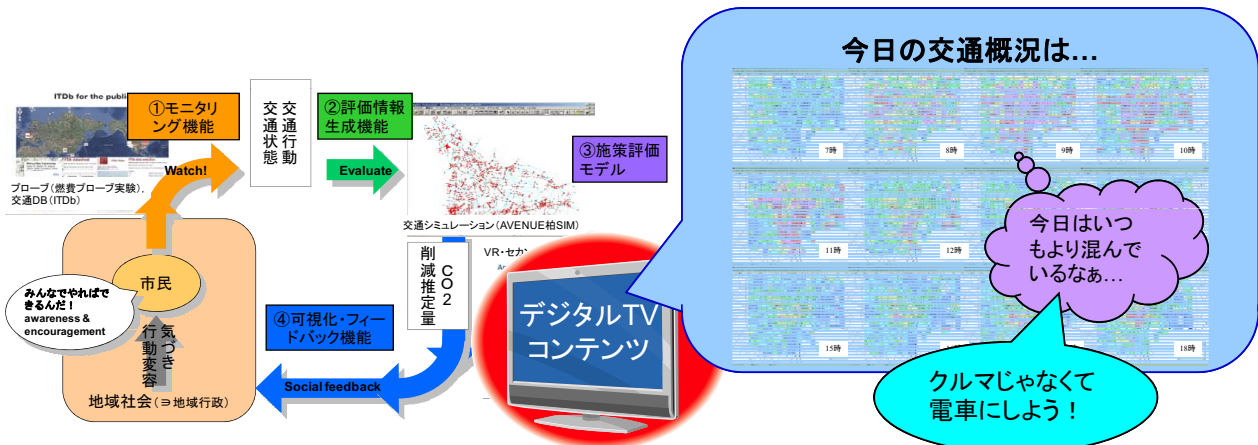 今日の交通概況は...
ITDb for the publi
①モニタリ
ング機能
交通行動
交通状態
②評価情報
生成機能
③施策評価
モデル
Watch!
Evaluate
プローブ(燃費プローブ実験),
交通DB(ITDb)
交通シミュレーション(AVENUE柏SIM)
VR・セカン
CO2
削減推定量
市民
みんなでやればで
きるんだ!
awareness &
encouragement
気づき
行動変容
地域社会(∋地域行政)
④可視化・フィー
ドバック機能
Social feedback
デジタルTV
コンテンツ
7時
8時
9時
10時
11時
12時
15時
18時
今日はいつ
もより混んで
いるなぁ...
クルマじゃなくて
電車にしよう!